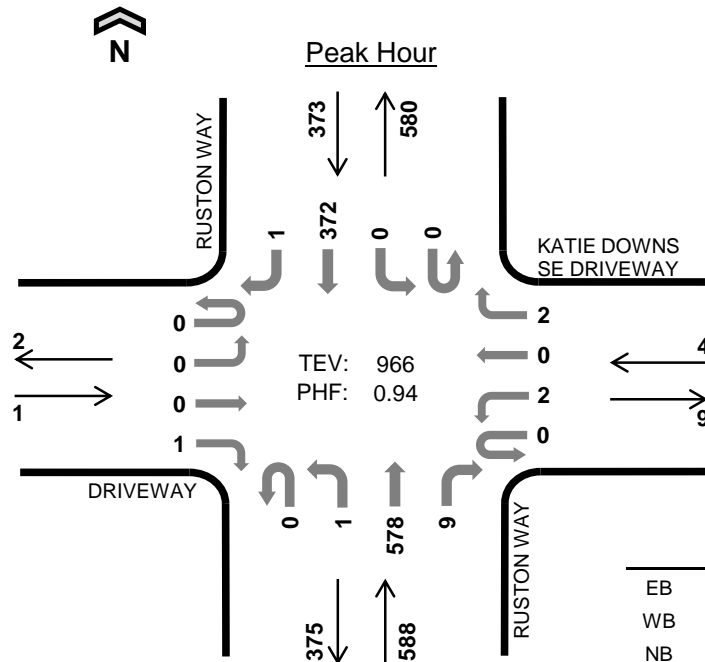 N
Peak Hour
373
580
RUSTON WAY
1
372
0
0
KATIE DOWNS
SE DRIVEWAY
0
2
2
0
0
4
TEV: 966
PHF: 0.94
0
2
1
9
1
0
DRIVEWAY
0
1
578
9
RUSTON WAY
375
588
EB
WB
NB